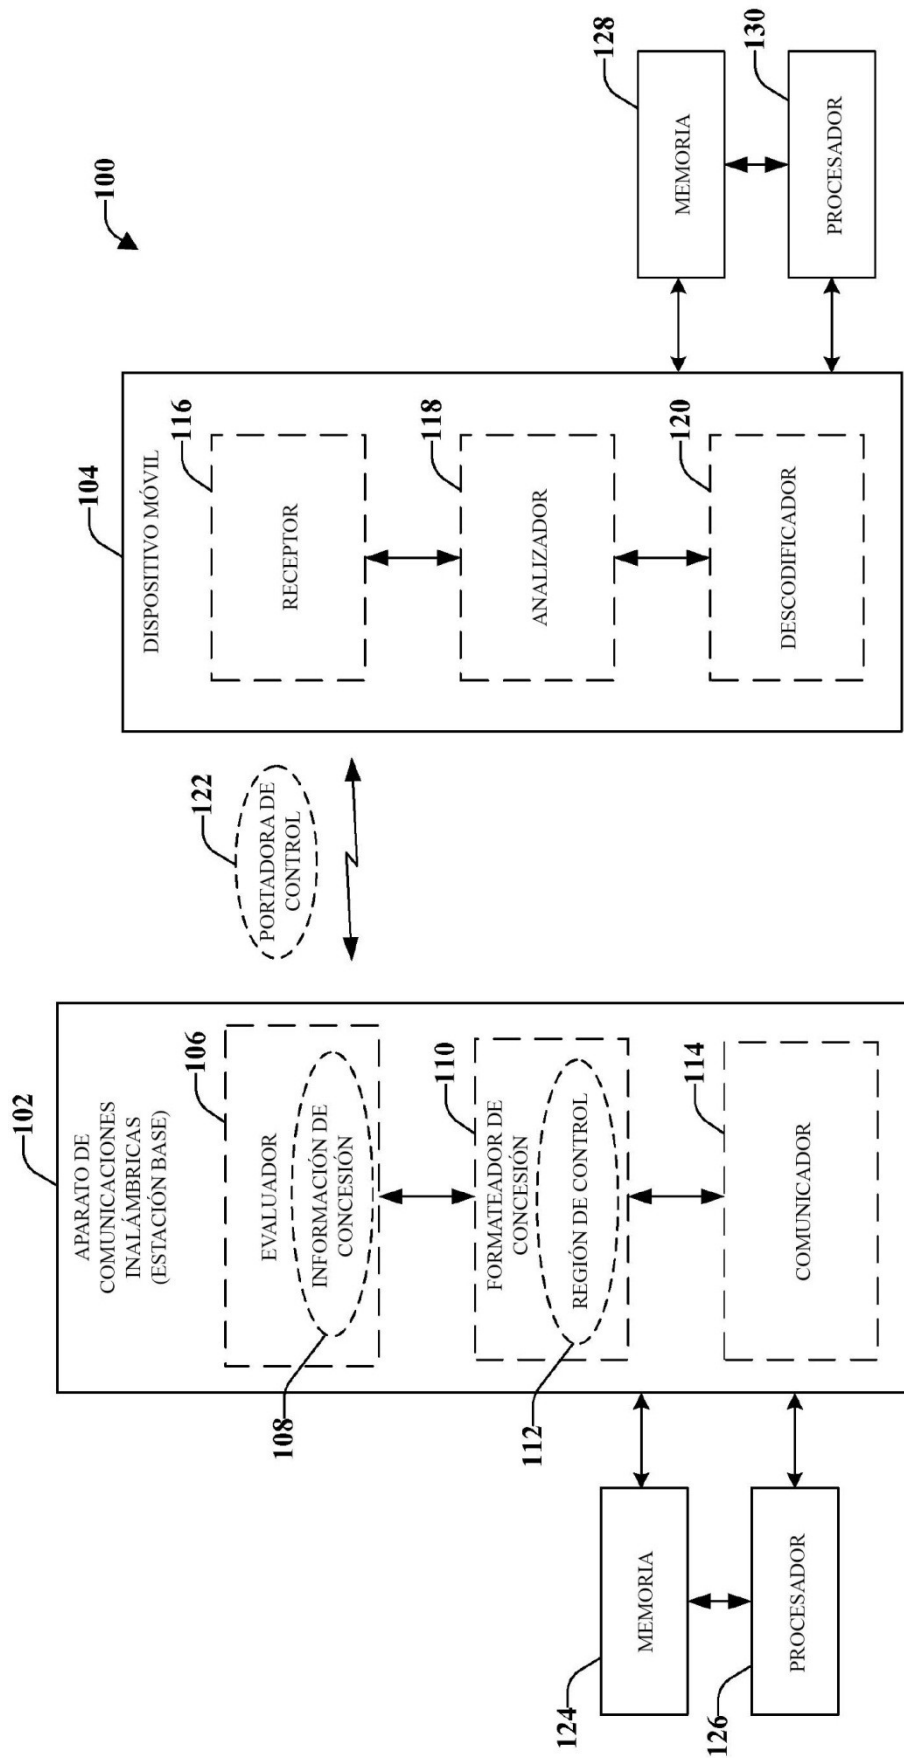 100
102
APARATO DE
COMUNICACIONES
INALÁMBRICAS
(ESTACIÓN BASE)
106
EVALUADOR
INFORMACIÓN DE
CONCESIÓN
108
110
FORMATEADOR DE
CONCESIÓN
REGIÓN DE CONTROL
112
114
COMUNICADOR
124
MEMORIA
126
PROCESADOR
122
PORTADORA DE
CONTROL
104
DISPOSITIVO MÓVIL
116
RECEPTOR
118
ANALIZADOR
120
DESCODIFICADOR
128
MEMORIA
130
PROCESADOR